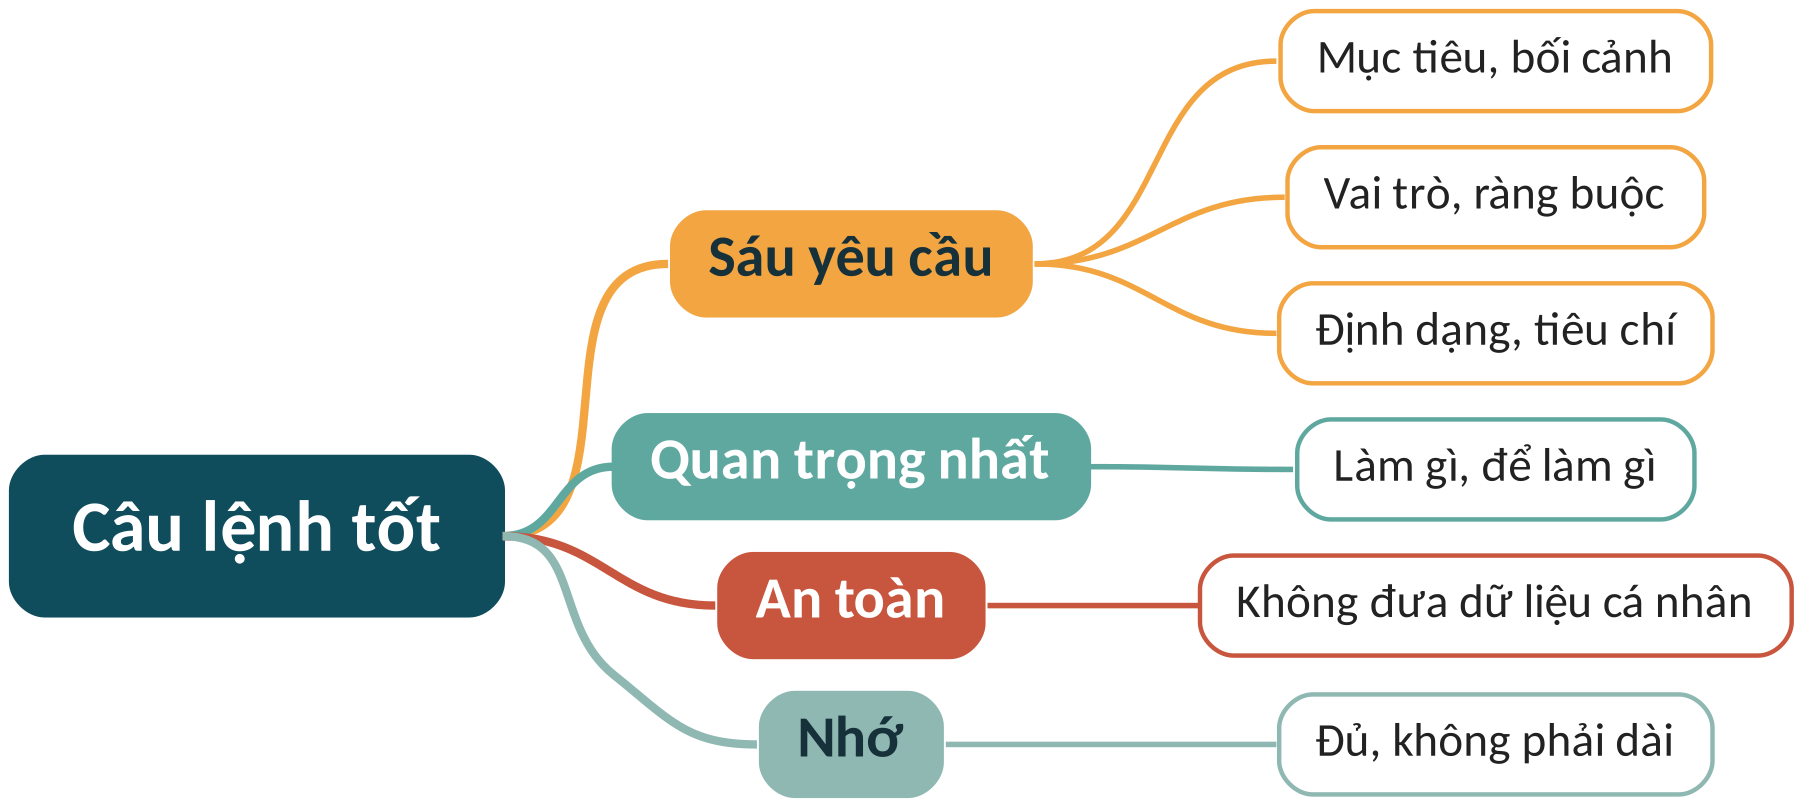 Câu lệnh tốt
Sáu yêu cầu
Mục tiêu, bối cảnh
Vai trò, ràng buộc
Định dạng, tiêu chí
Quan trọng nhất
Làm gì, để làm gì
An toàn
Không đưa dữ liệu cá nhân
Nhớ
Đủ, không phải dài